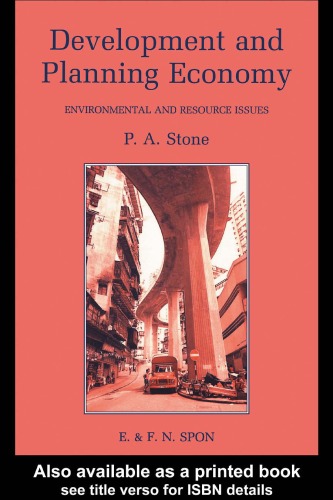 Development and
Planning Economy
ENVIRONMENTAL AND RESOURCE ISSUES
P. A. Stone
E. & F. N. SPON
Also available as a printed book
see title verso for ISBN details